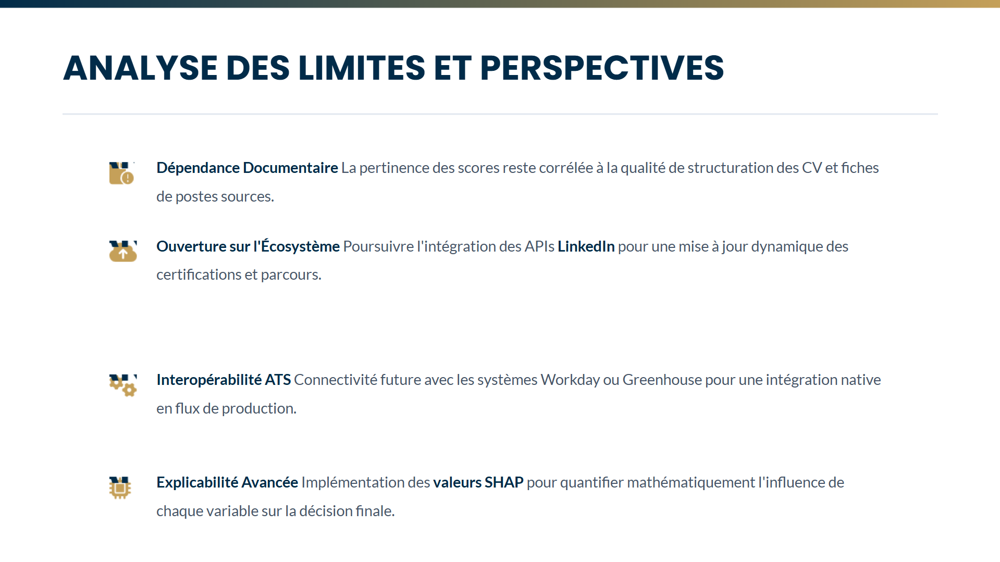 ANALYSE DES LIMITES ET PERSPECTIVES
Dépendance Documentaire La pertinence des scores reste corrélée à la qualité de structuration des CV et fiches
de postes sources.
Ouverture sur l'Écosystème Poursuivre l'intégration des APIs LinkedIn pour une mise à jour dynamique des
certifications et parcours.
Interopérabilité ATS Connectivité future avec les systèmes Workday ou Greenhouse pour une intégration native
en flux de production.
Explicabilité Avancée Implémentation des valeurs SHAP pour quantifier mathématiquement l'influence de
chaque variable sur la décision finale.